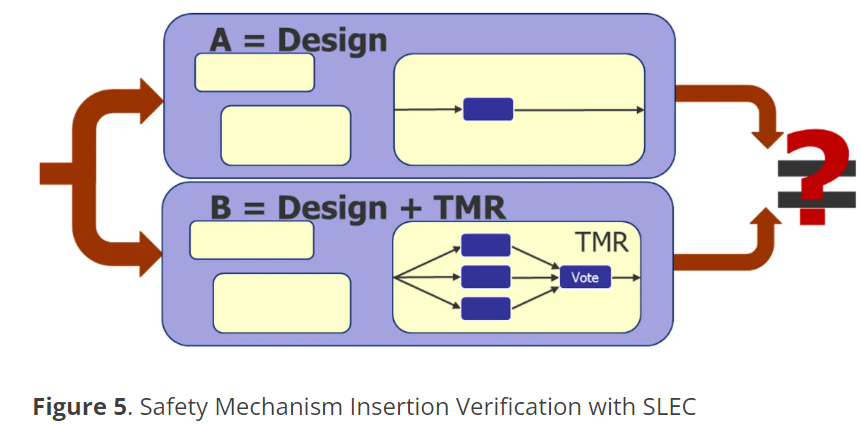 A = Design
B = Design + TMR
TMR
Vote
?
Figure 5. Safety Mechanism Insertion Verification with SLEC